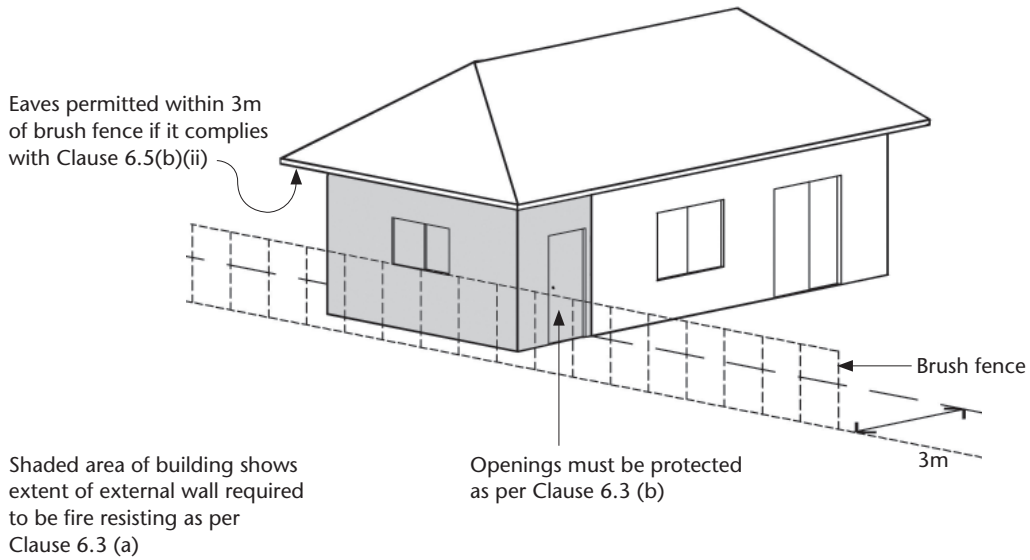 Eaves permitted within 3m
of brush fence if it complies
with Clause 6.5(b)(ii)
Brush fence
3m
Shaded area of building shows
extent of external wall required
to be fire resisting as per
Clause 6.3 (a)
Openings must be protected
as per Clause 6.3 (b)